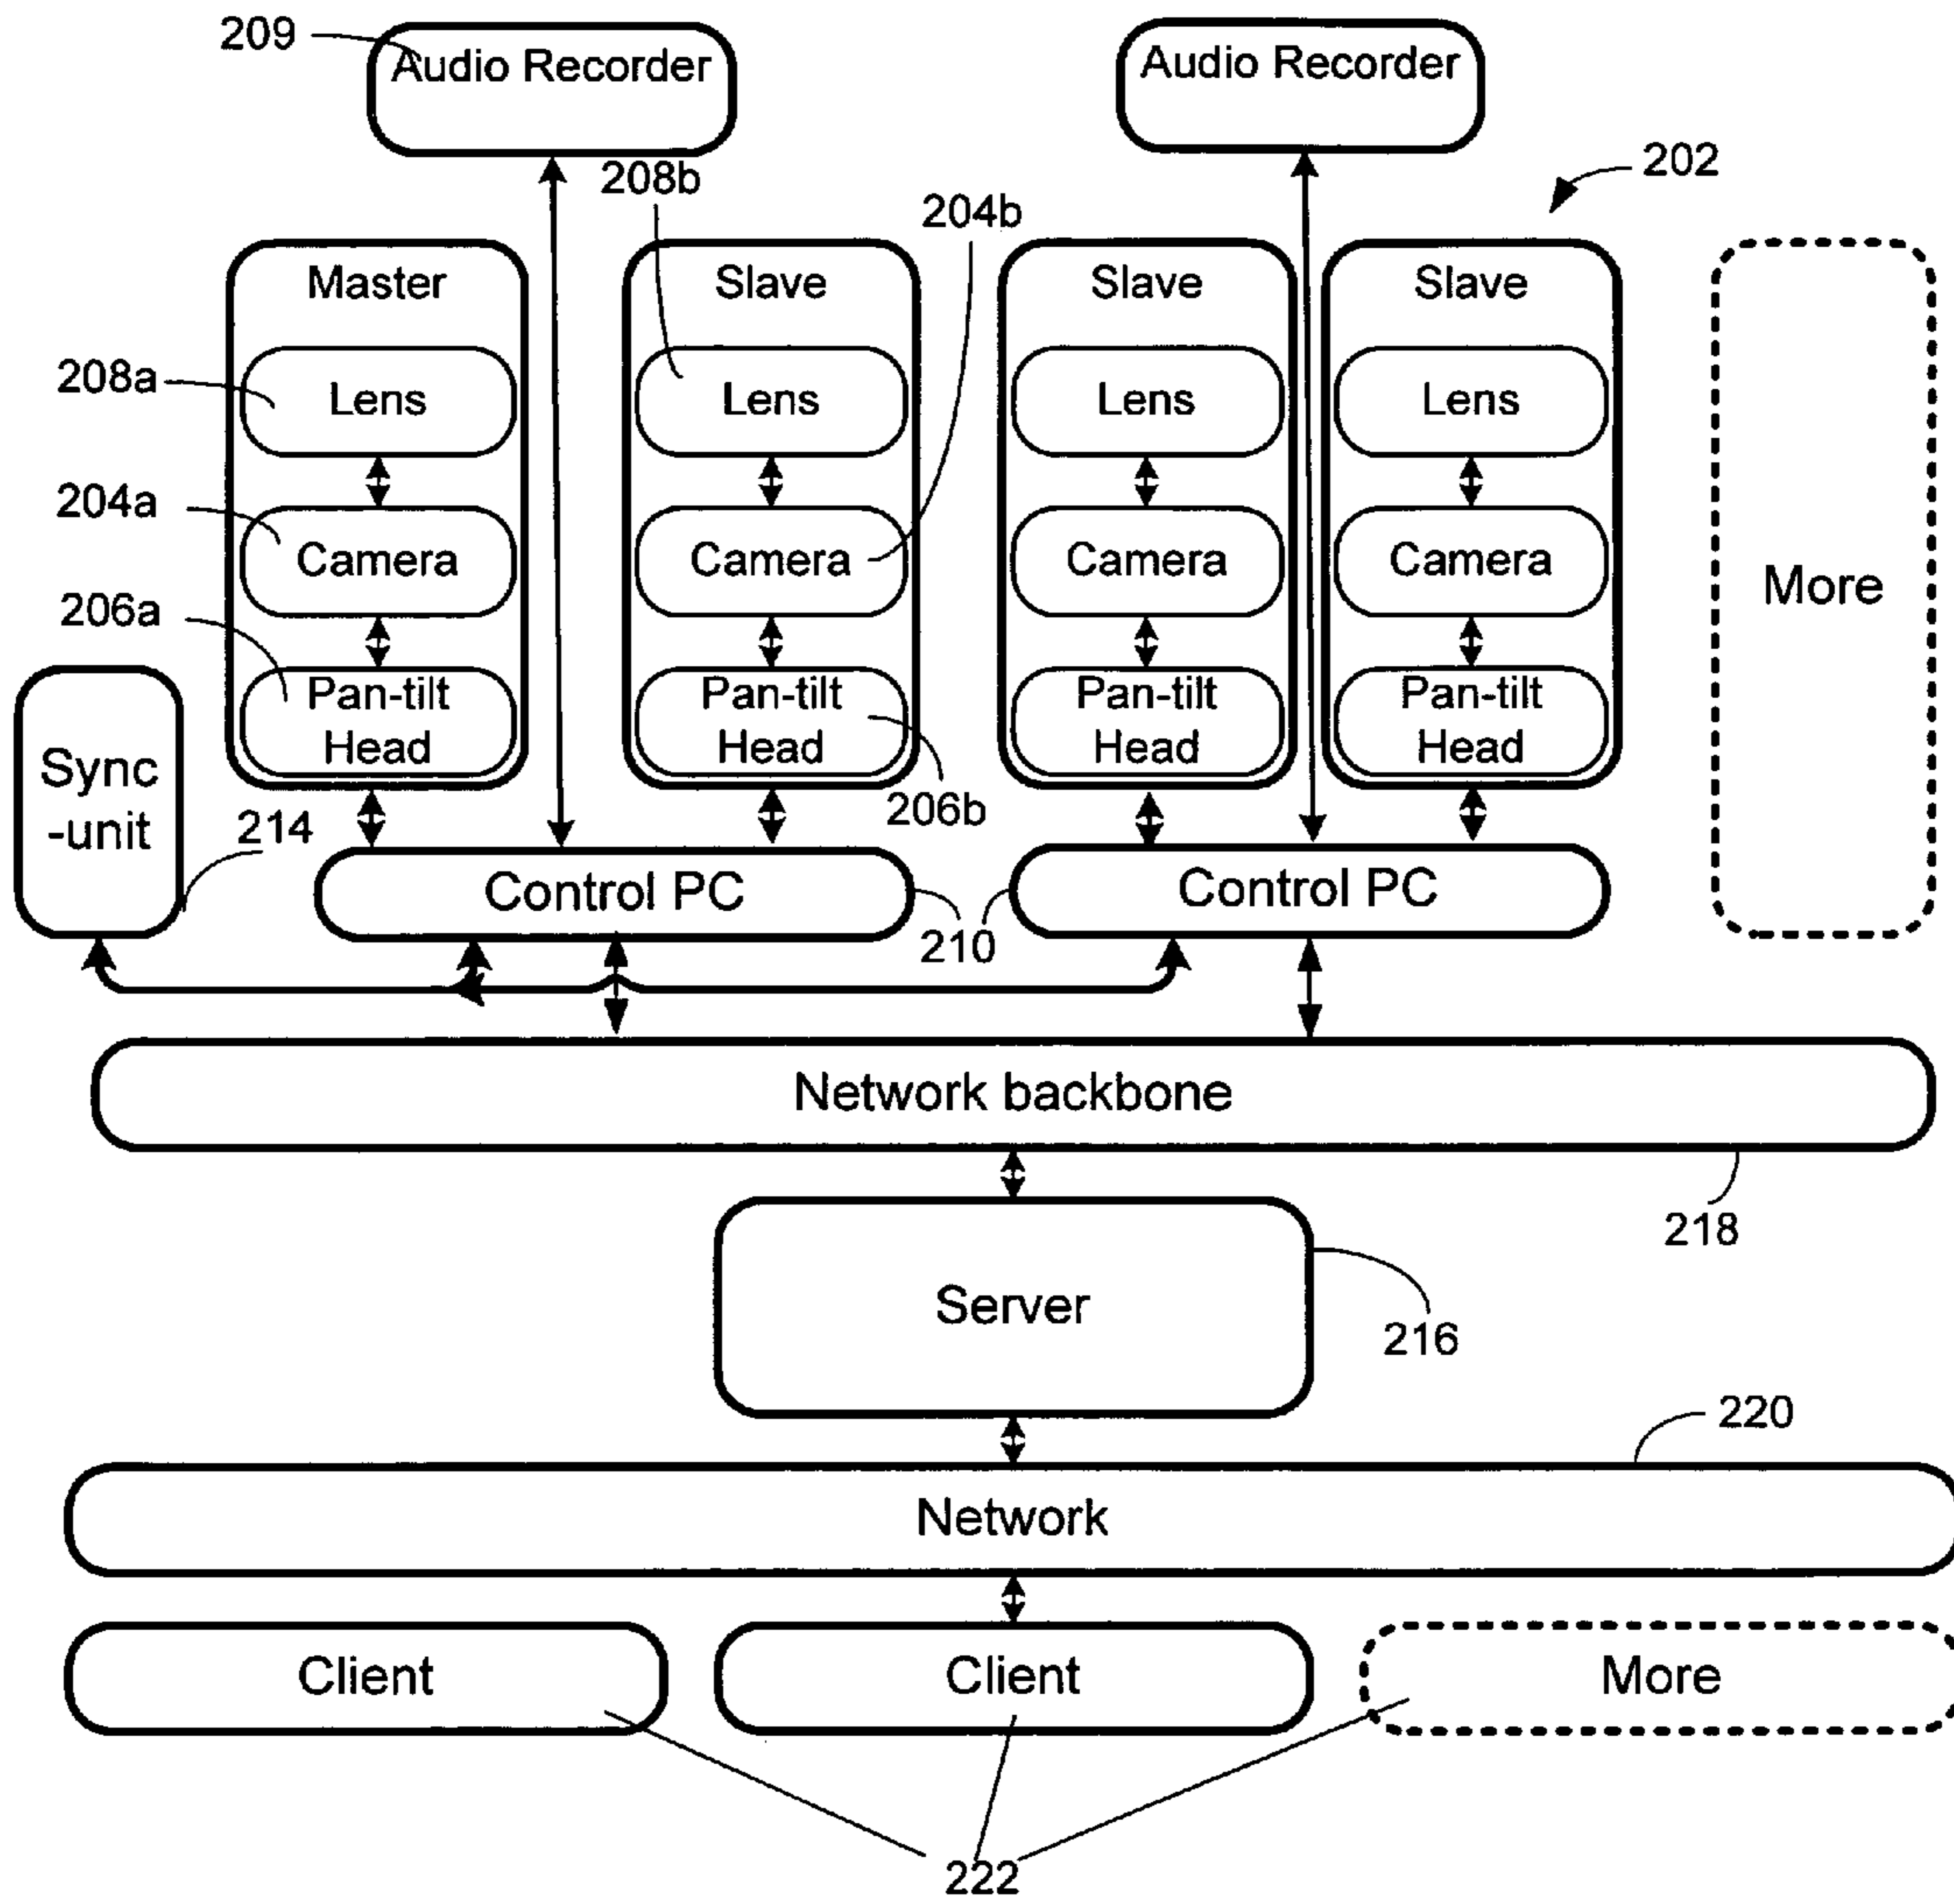 209
Audio Recorder
Audio Recorder
202
208b
204b
Master
Slave
Slave
Slave
208a
Lens
Lens
Lens
Lens
204a
Camera
Camera
Camera
Camera
More
206a
Pan-tilt
Head
Pan-tilt
Head
Pan-tilt
Head
Pan-tilt
Head
Sync
-unit
214
206b
Control PC
210
Control PC
Network backbone
218
Server
216
220
Network
Client
Client
More
222